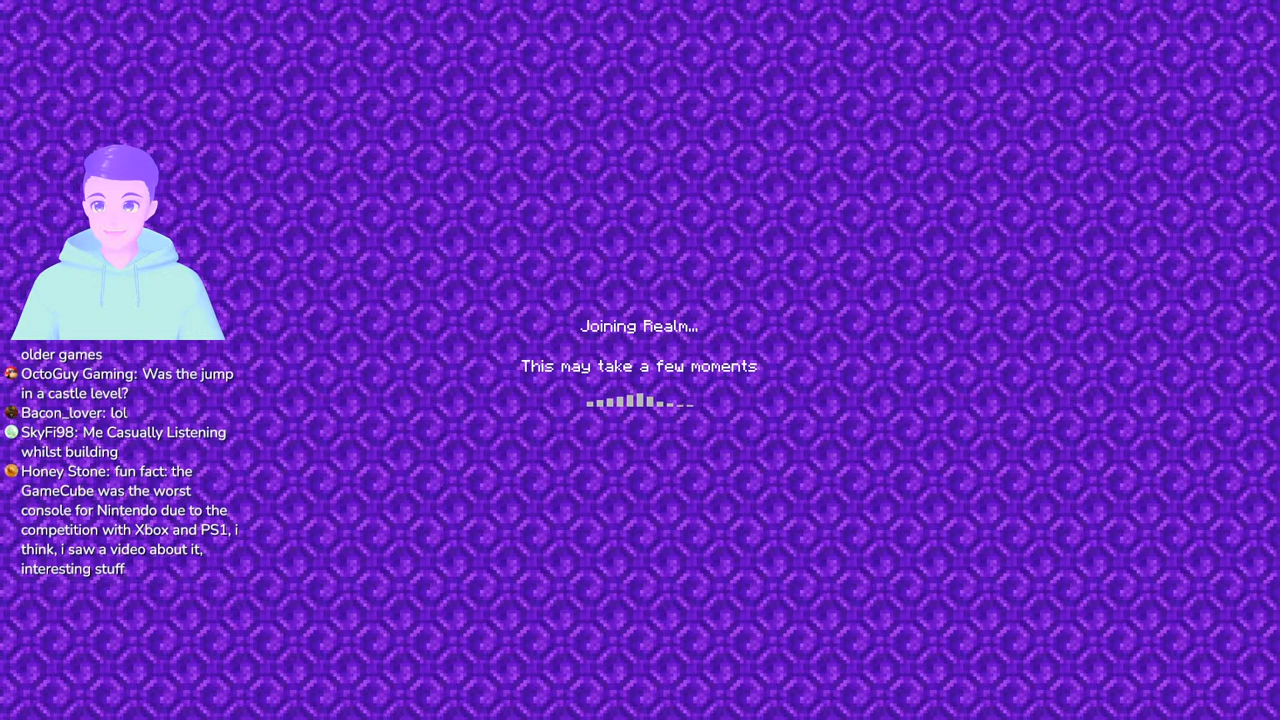 Joining Realm...
This may take a few moments
older games
OctoGuy Gaming: Was the jump
in a castle level?
Bacon_lover: lol
SkyFi98: Me Casually Listening
whilst building
Honey Stone: fun fact: the
GameCube was the worst
console for Nintendo due to the
competition with Xbox and PS1, i
think, i saw a video about it,
interesting stuff